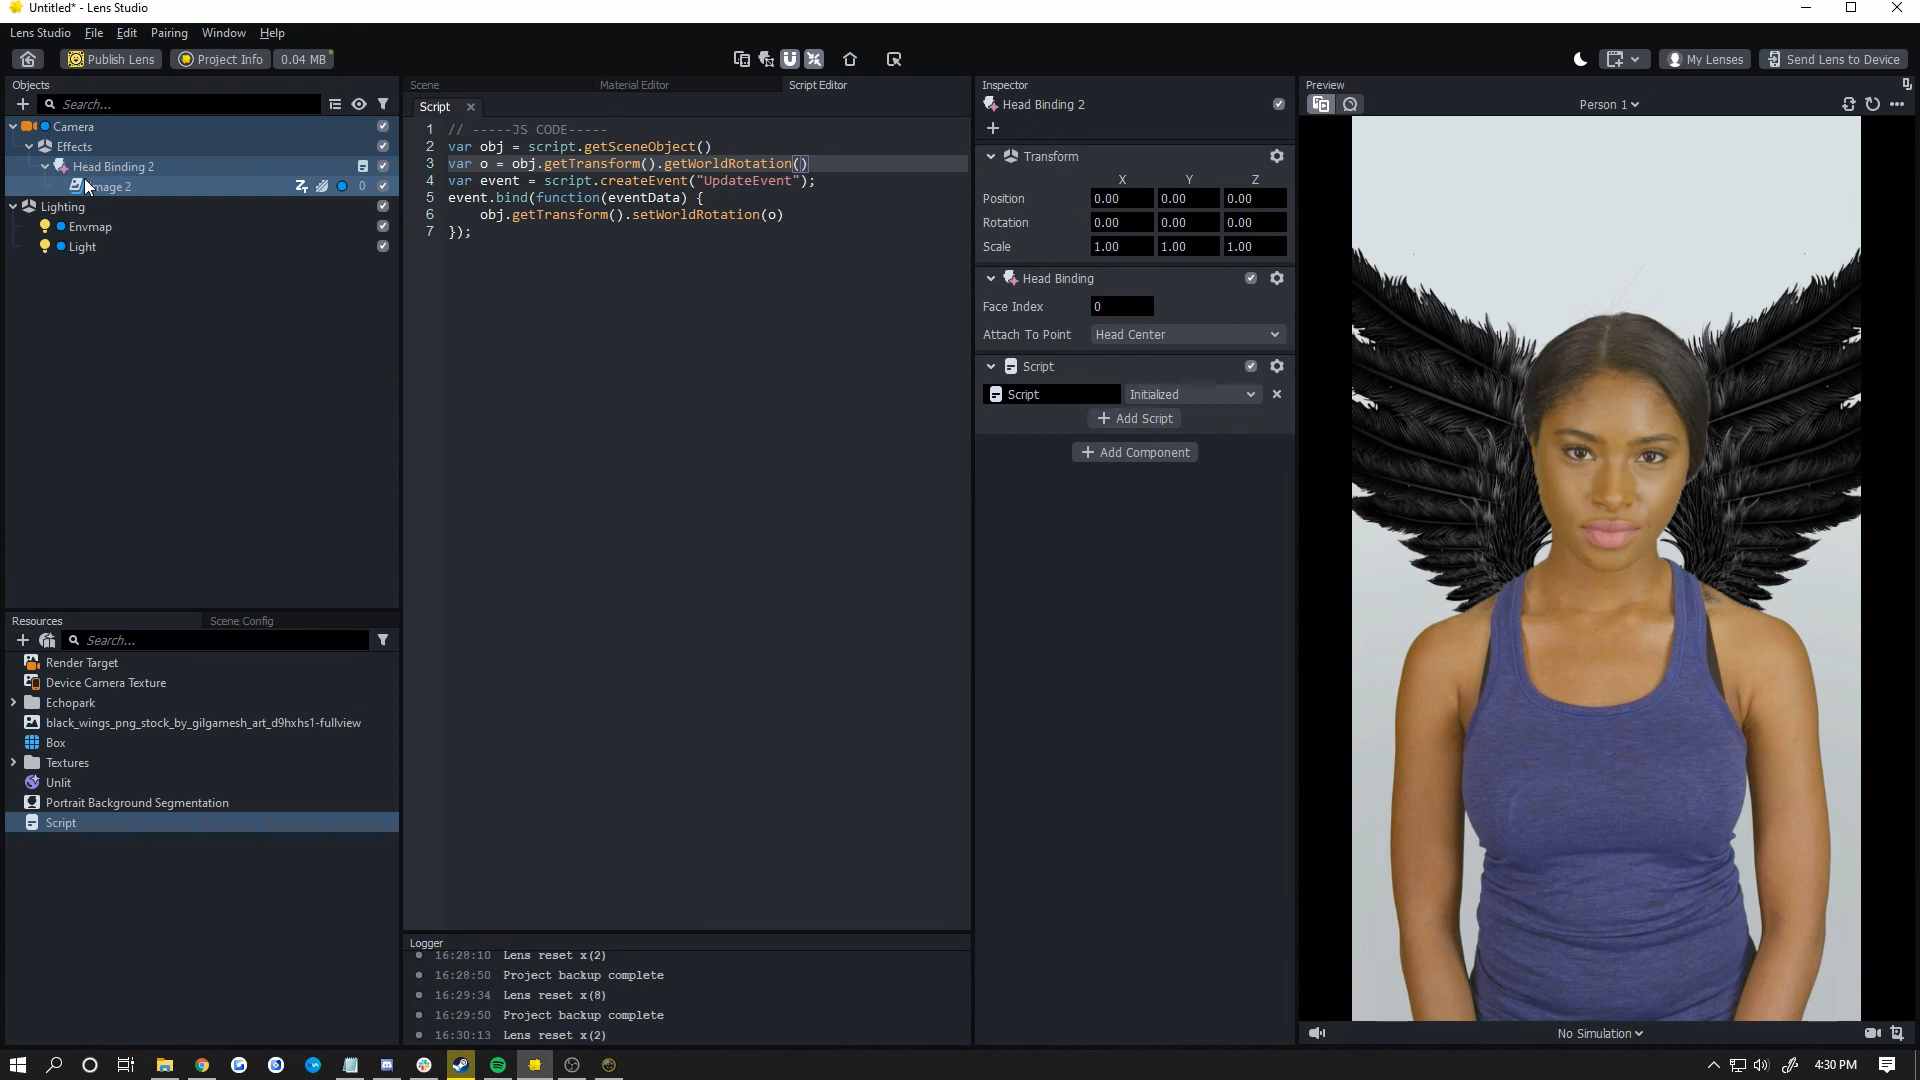 Untitled* - Lens Studio
Lens Studio File Edit Pairing Window Help
Publish Lens Project Info 0.04 MB My Lenses Send Lens to Device
Objects
Search...
Camera
Effects
Head Binding 2
mage 2 0
Lighting
Envmap
Light
Resources Scene Config
Search...
Render Target
Device Camera Texture
Echopark
black_wings_png_stock_by_gilgamesh_art_d9hxhs1-fullview
Box
Textures
Unlit
Portrait Background Segmentation
Script
Scene Material Editor Script Editor
Script
1 // -----JS CODE-----
2 var obj = script.getSceneObject()
3 var o = obj.getTransform().getWorldRotation()
4 var event = script.createEvent("UpdateEvent");
5 event.bind(function(eventData) {
6 obj.getTransform().setWorldRotation(o)
7 });
Logger
16:28:10 Lens reset x(2)
16:28:50 Project backup complete
16:29:34 Lens reset x(8)
16:29:50 Project backup complete
16:30:13 Lens reset x(2)
Inspector
Head Binding 2
Transform
X Y Z
Position 0.00 0.00 0.00
Rotation 0.00 0.00 0.00
Scale 1.00 1.00 1.00
Head Binding
Face Index 0
Attach To Point Head Center
Script
Script Initialized
Add Script
Add Component
Preview
Person 1
No Simulation
4:30 PM